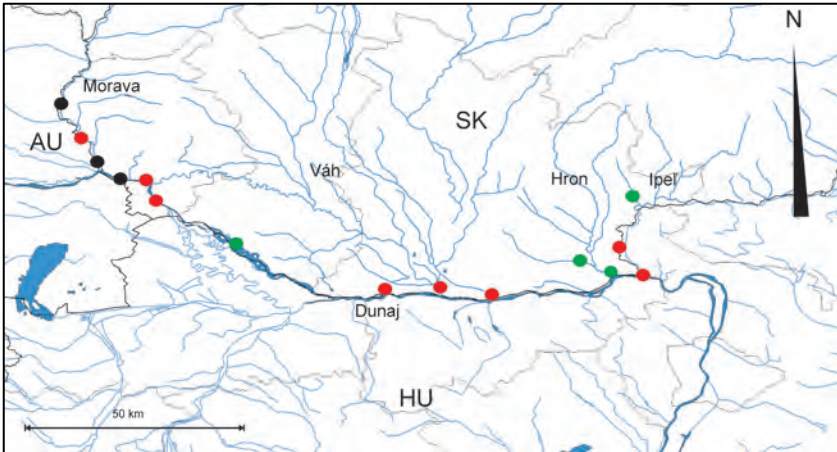 N
Morava
AU
SK
Váh
Hron
Ipeľ
Dunaj
HU
50 km